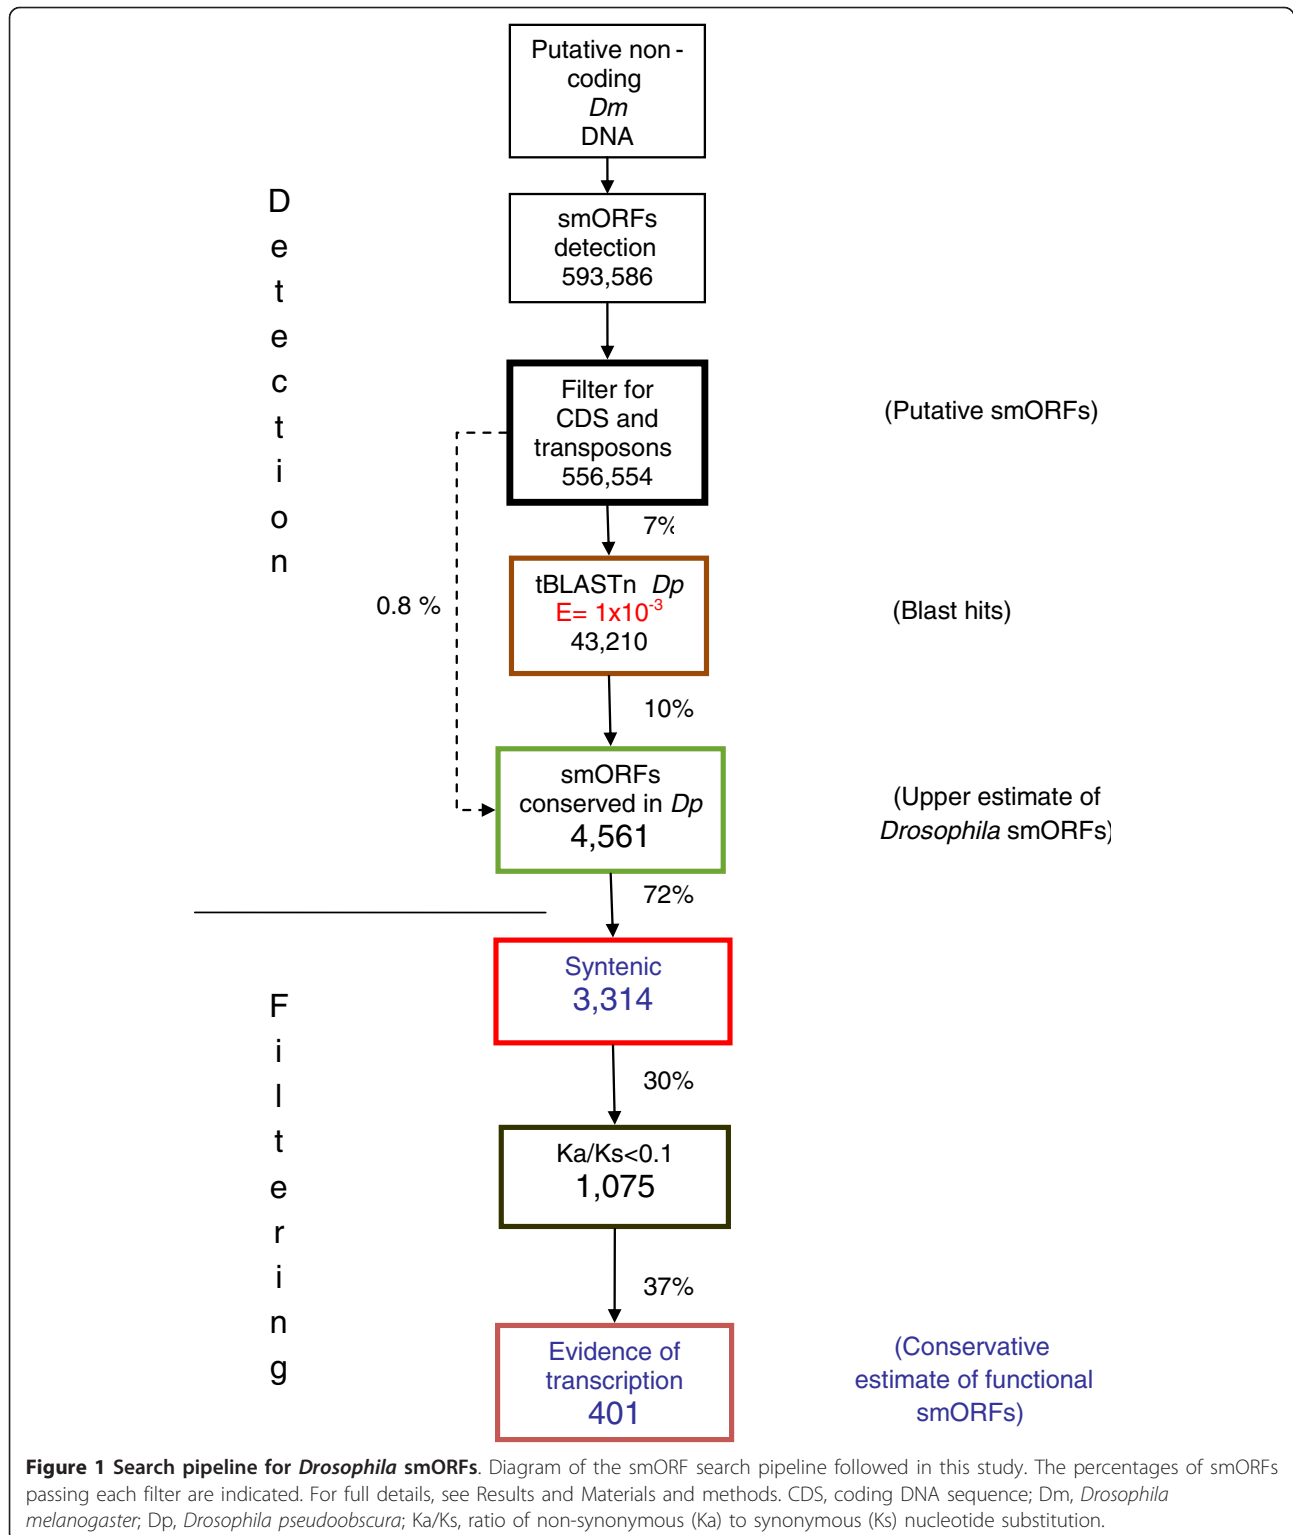 Putative non-
coding
Dm
DNA
Detection
smORFs
detection
593,586
Filter for
CDS and
transposons
556,554
(Putative smORFs)
7%
0.8 %
tBLASTn Dp
E= 1x10⁻³
43,210
(Blast hits)
10%
smORFs
conserved in Dp
4,561
(Upper estimate of
Drosophila smORFs)
72%
Filtering
Syntenic
3,314
30%
Ka/Ks<0.1
1,075
37%
Evidence of
transcription
401
(Conservative
estimate of functional
smORFs)
Figure 1 Search pipeline for Drosophila smORFs. Diagram of the smORF search pipeline followed in this study. The percentages of smORFs
passing each filter are indicated. For full details, see Results and Materials and methods. CDS, coding DNA sequence; Dm, Drosophila
melanogaster; Dp, Drosophila pseudoobscura; Ka/Ks, ratio of non-synonymous (Ka) to synonymous (Ks) nucleotide substitution.